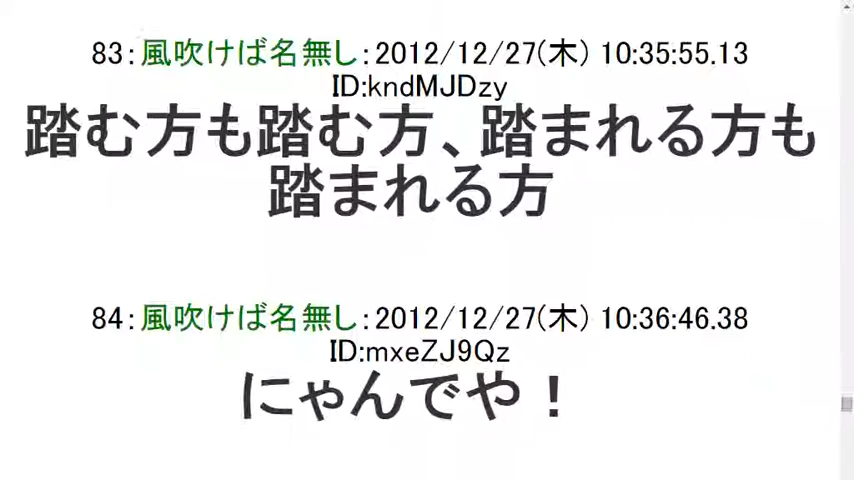 83：風吹けば名無し：2012/12/27(木) 10:35:55.13
ID:kndMJDzy
踏む方も踏む方、踏まれる方も
踏まれる方
84：風吹けば名無し：2012/12/27(木) 10:36:46.38
ID:mxeZJ9Qz
にゃんでや！